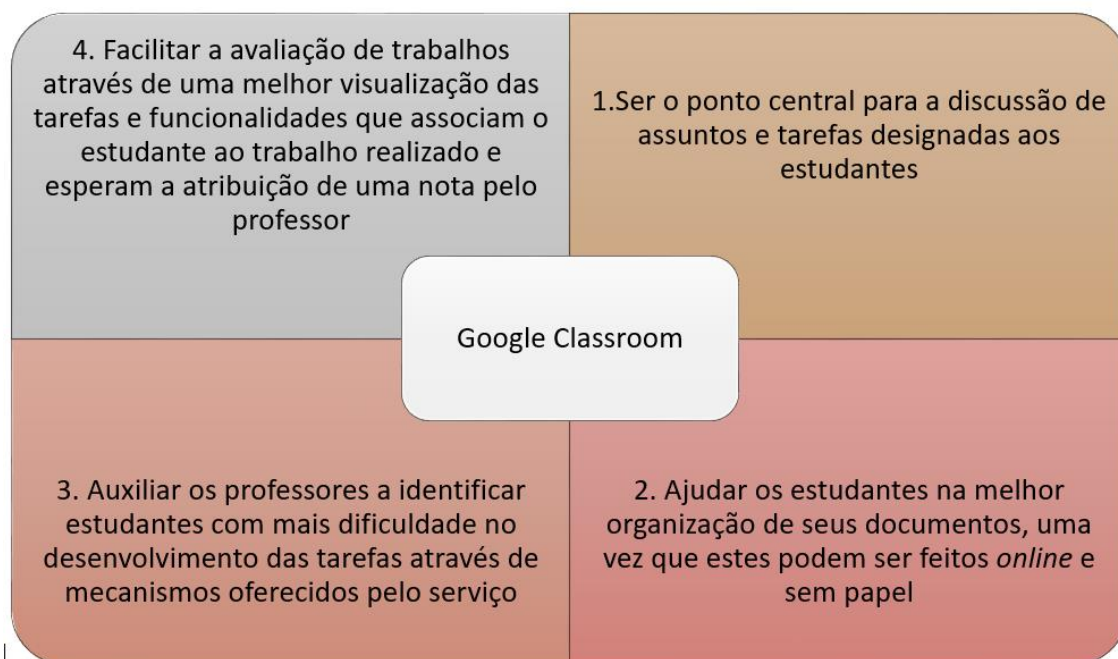 4. Facilitar a avaliação de trabalhos
através de uma melhor visualização das
tarefas e funcionalidades que associam o
estudante ao trabalho realizado e
esperam a atribuição de uma nota pelo
professor
1.Ser o ponto central para a discussão de
assuntos e tarefas designadas aos
estudantes
Google Classroom
3. Auxiliar os professores a identificar
estudantes com mais dificuldade no
desenvolvimento das tarefas através de
mecanismos oferecidos pelo serviço
2. Ajudar os estudantes na melhor
organização de seus documentos, uma
vez que estes podem ser feitos online e
sem papel